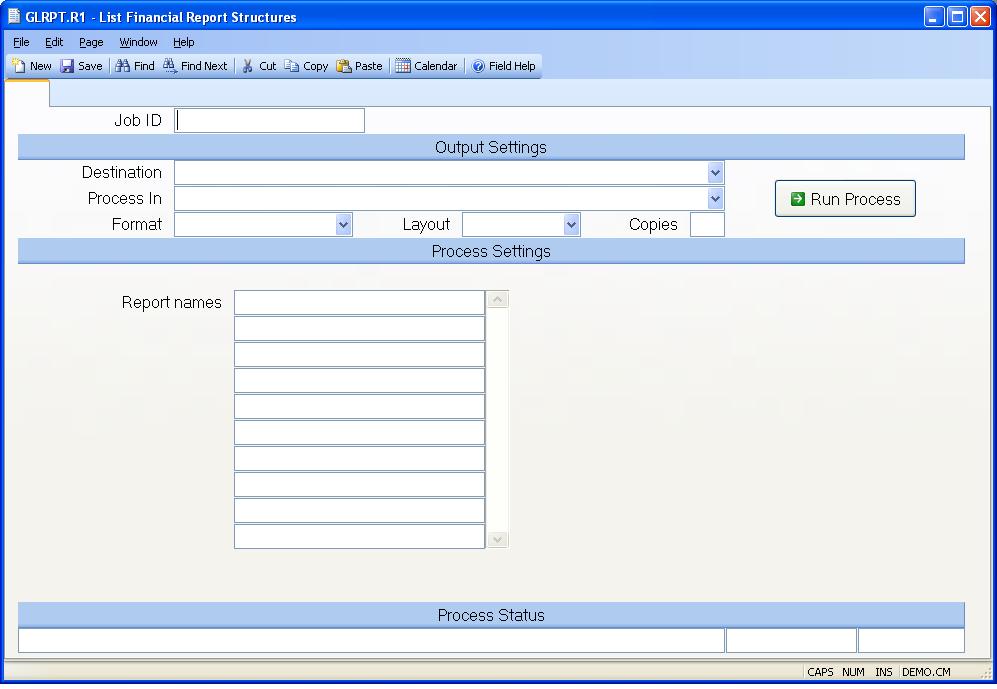 GLRPT.R1 - List Financial Report Structures
File Edit Page Window Help
New Save Find Find Next Cut Copy Paste Calendar Field Help
Job ID
Output Settings
Destination
Process In
Run Process
Format Layout Copies
Process Settings
Report names
Process Status
CAPS NUM INS DEMO.CM